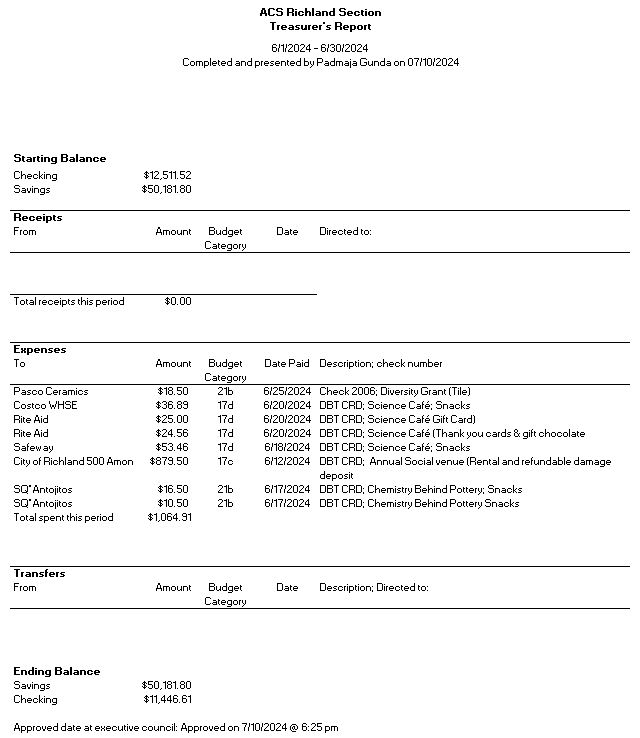 ACS Richland Section
Treasurer's Report
6/1/2024 - 6/30/2024
Completed and presented by Padmaja Gunda on 07/10/2024
Starting Balance
Checking $12,511.52
Savings $50,181.80
Receipts
From Amount Budget Category Date Directed to:
Total receipts this period $0.00
Expenses
To Amount Budget Category Date Paid Description; check number
Pasco Ceramics $18.50 21b 6/25/2024 Check 2006; Diversity Grant (Tile)
Costco WHSE $36.89 17d 6/20/2024 DBT CRD; Science Café; Snacks
Rite Aid $25.00 17d 6/20/2024 DBT CRD; Science Café Gift Card)
Rite Aid $24.56 17d 6/20/2024 DBT CRD; Science Café (Thank you cards & gift chocolate
Safeway $53.46 17d 6/18/2024 DBT CRD; Science Café; Snacks
City of Richland 500 Amon $879.50 17c 6/12/2024 DBT CRD; Annual Social venue (Rental and refundable damage
deposit
SQ*Antojitos $16.50 21b 6/17/2024 DBT CRD; Chemistry Behind Pottery; Snacks
SQ*Antojitos $10.50 21b 6/17/2024 DBT CRD; Chemistry Behind Pottery Snacks
Total spent this period $1,064.91
Transfers
From Amount Budget Category Date Description; Directed to:
Ending Balance
Savings $50,181.80
Checking $11,446.61
Approved date at executive council: Approved on 7/10/2024 @ 6:25 pm